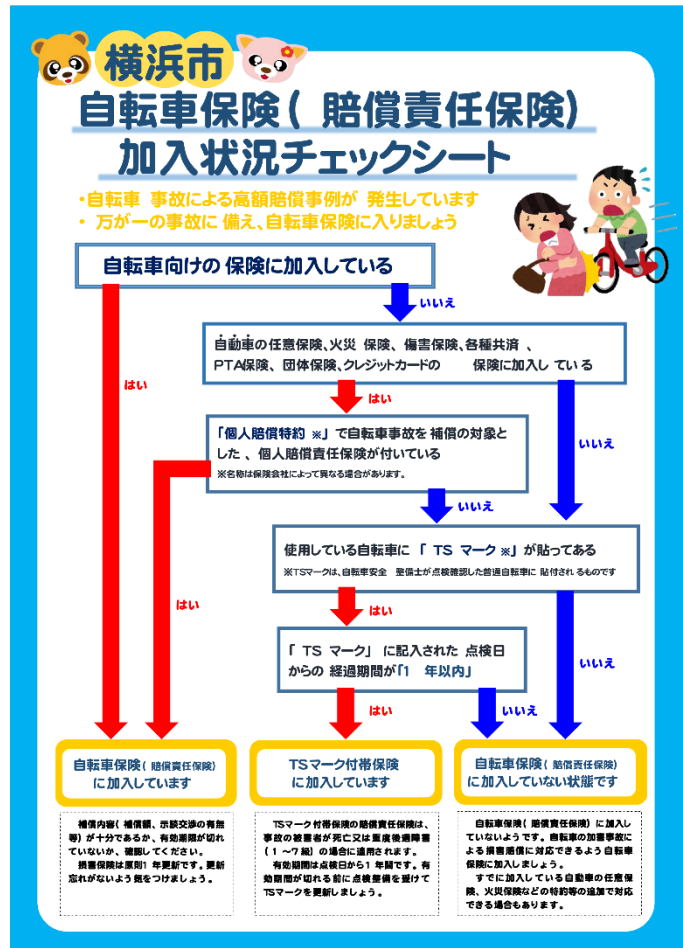 横浜市
自転車保険( 賠償責任保険)
加入状況チェックシート
・自転車 事故による高額賠償事例が 発生しています
・ 万が一の事故に 備え、自転車保険に入りましょう
自転車向けの 保険に加入している
いいえ
自動車の任意保険、火災 保険、傷害保険、各種共済 、
PTA保険、団体保険、クレジットカードの 保険に加入し ている
はい
はい
「個人賠償特約 ※」で自転車事故を 補償の対象と
した 、個人賠償責任保険が付いている
※名称は保険会社によって異なる場合があります。
いいえ
いいえ
使用している自転車に 「 TS マーク ※」が貼ってある
※TSマークは、自転車安全 整備士が点検確認した普通自転車に 貼付されるものです
はい
はい
「 TS マーク」 に記入された 点検日
からの 経過期間が「1 年以内」
いいえ
はい
いいえ
自転車保険( 賠償責任保険)
に加入しています
TSマーク付帯保険
に加入しています
自転車保険( 賠償責任保険)
に加入していない状態です
補償内容( 補償額、示談交渉の有無
等) が十分であるか、有効期限が切れ
ていないか、確認してください。
損害保険は原則1 年更新です。更新
忘れがないよう気をつけましょう。
TSマーク付帯保険の賠償責任保険は、
事故の被害者が死亡又は重度後遺障害
( 1 ～7 級) の場合に適用されます。
有効期間は点検日から1 年間です。有
効期間が切れる前に点検整備を受けて
TSマークを更新しましょう。
自転車保険( 賠償責任保険) に加入し
ていないようです。自転車の加害事故に
よる損害賠償に対応できるよう自転車
保険に加入しましょう。
すでに加入している自動車の任意保
険、火災保険などの特約等の追加で対応
できる場合もあります。